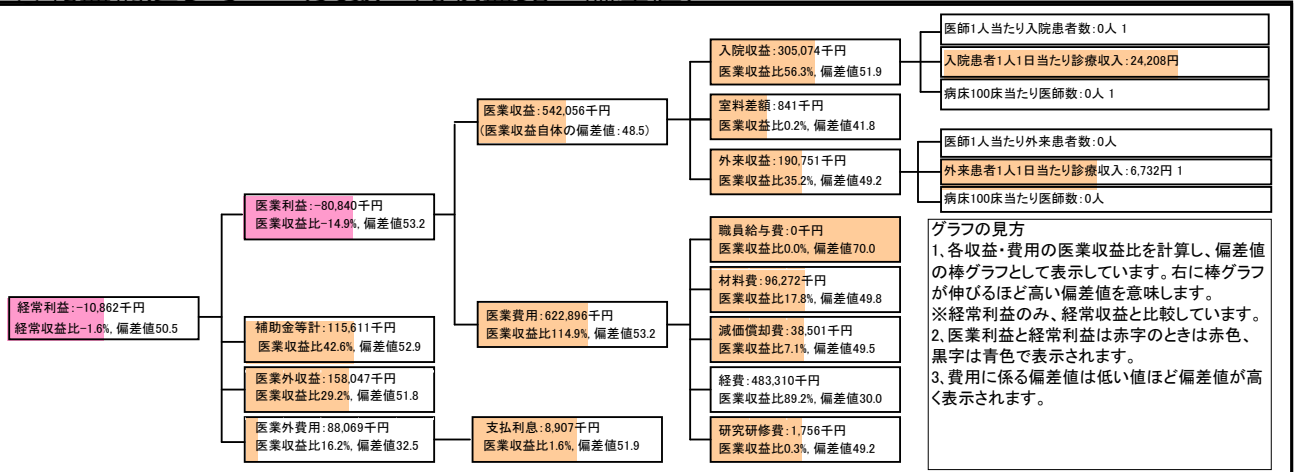 経常利益:-10,862千円
経常収益比-1.6%, 偏差値50.5
医業利益:-80,840千円
医業収益比-14.9%, 偏差値53.2
補助金等計:115,611千円
医業収益比42.6%, 偏差値52.9
医業外収益:158,047千円
医業収益比29.2%, 偏差値51.8
医業外費用:88,069千円
医業収益比16.2%, 偏差値32.5
医業収益:542,056千円
(医業収益自体の偏差値:48.5)
医業費用:622,896千円
医業収益比114.9%, 偏差値53.2
支払利息:8,907千円
医業収益比1.6%, 偏差値51.9
入院収益:305,074千円
医業収益比56.3%, 偏差値51.9
室料差額:841千円
医業収益比0.2%, 偏差値41.8
外来収益:190,751千円
医業収益比35.2%, 偏差値49.2
職員給与費:0千円
医業収益比0.0%, 偏差値70.0
材料費:96,272千円
医業収益比17.8%, 偏差値49.8
減価償却費:38,501千円
医業収益比7.1%, 偏差値49.5
経費:483,310千円
医業収益比89.2%, 偏差値30.0
研究研修費:1,756千円
医業収益比0.3%, 偏差値49.2
医師1人当たり入院患者数:0人 1
入院患者1人1日当たり診療収入:24,208円
病床100床当たり医師数:0人 1
医師1人当たり外来患者数:0人
外来患者1人1日当たり診療収入:6,732円 1
病床100床当たり医師数:0人
グラフの見方
1、各収益・費用の医業収益比を計算し、偏差値
の棒グラフとして表示しています。右に棒グラフ
が伸びるほど高い偏差値を意味します。
※経常利益のみ、経常収益と比較しています。
2、医業利益と経常利益は赤字のときは赤色、
黒字は青色で表示されます。
3、費用に係る偏差値は低い値ほど偏差値が高
く表示されます。